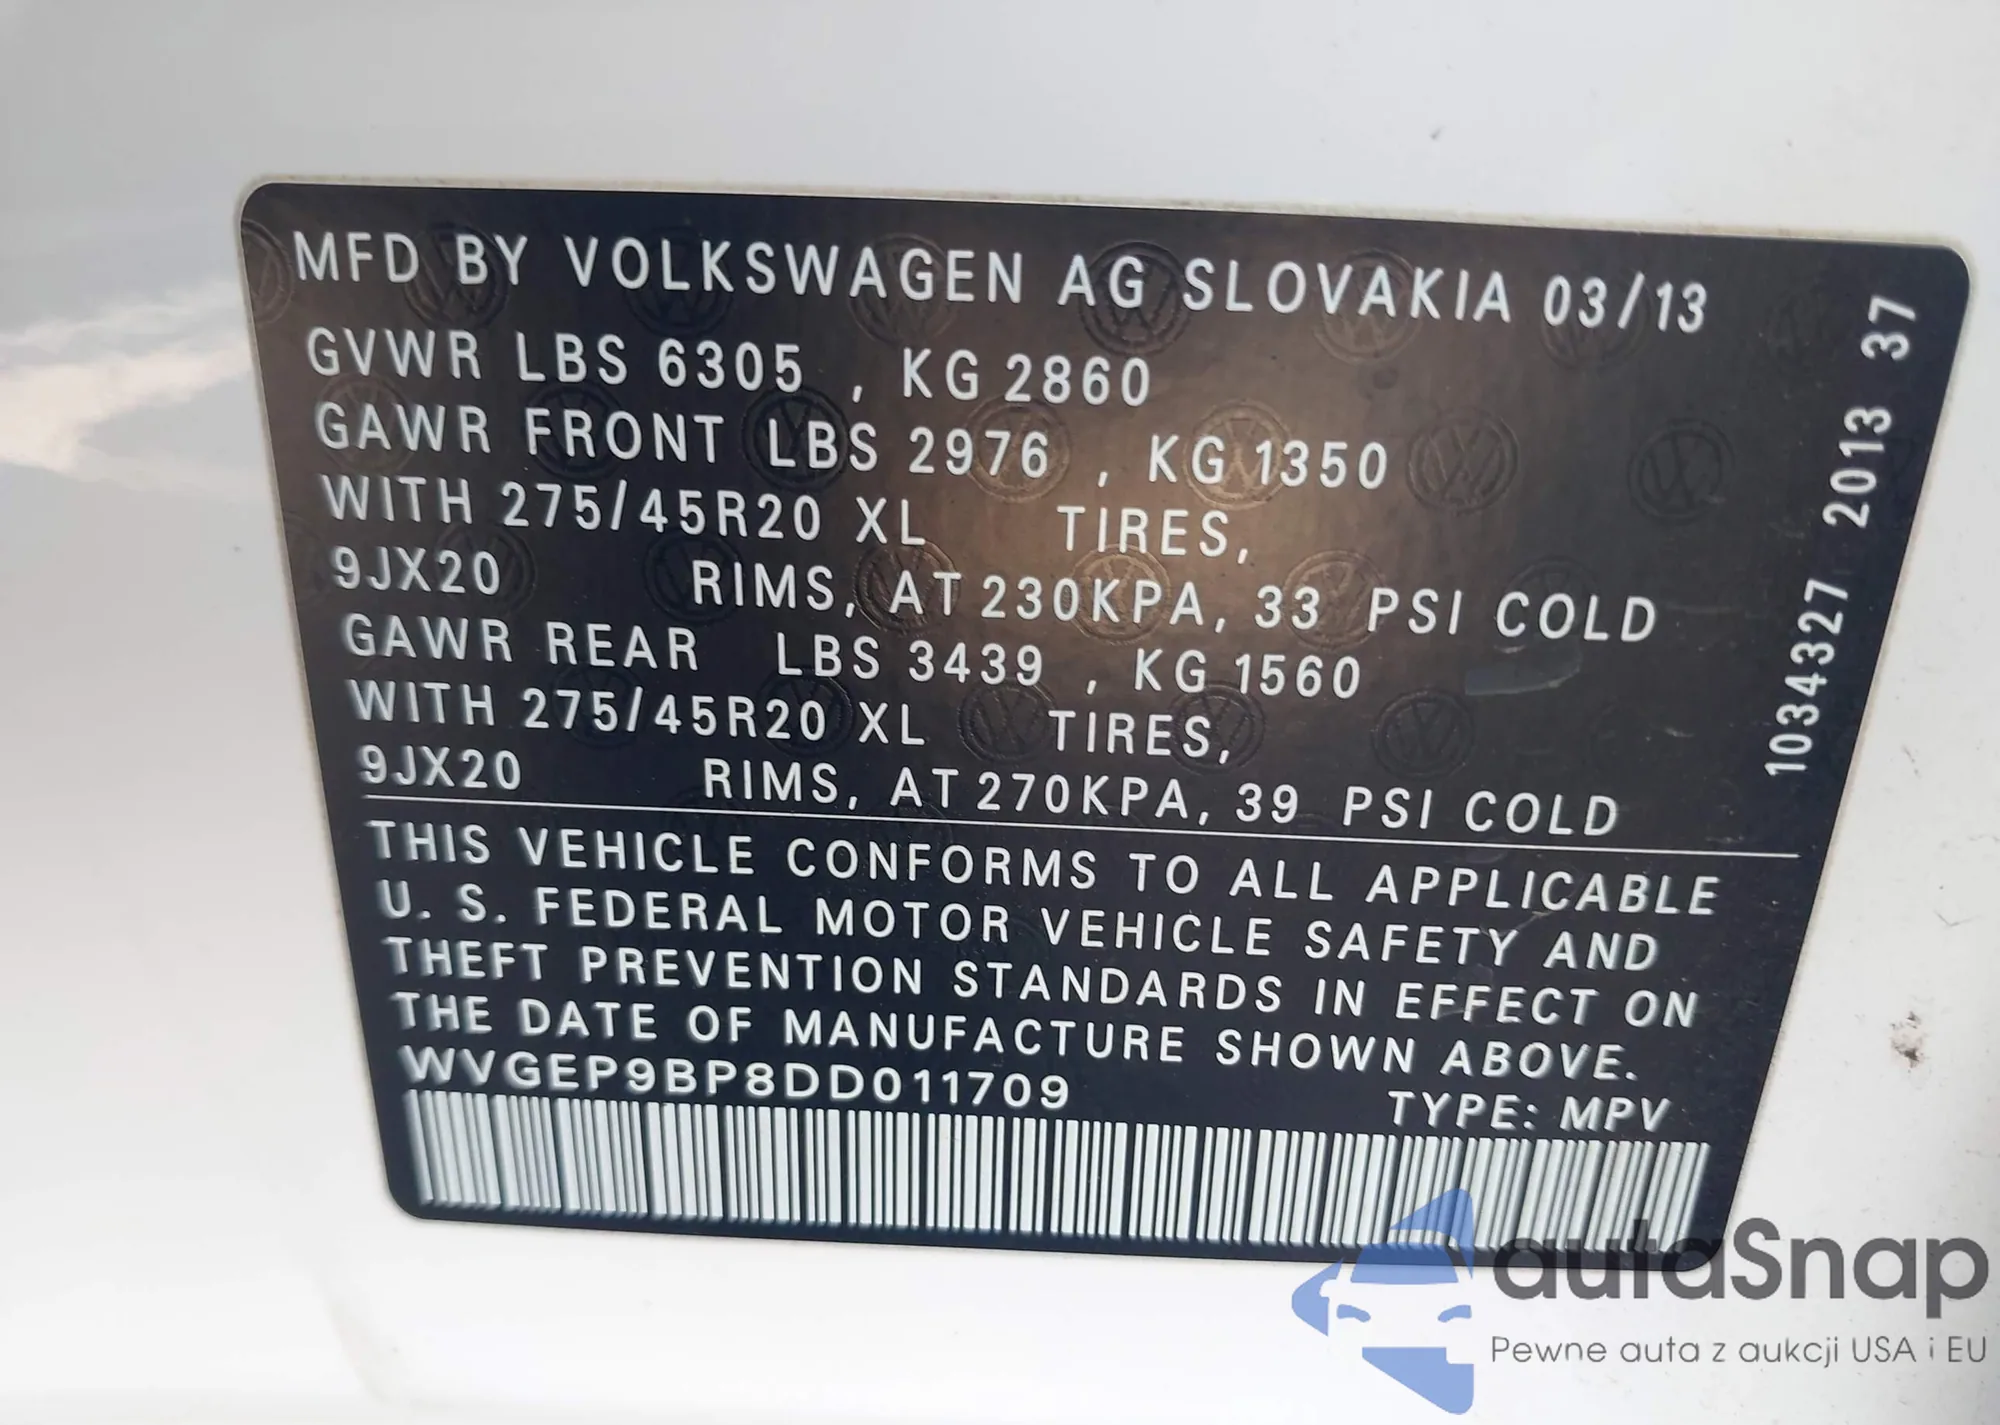 MFD BY VOLKSWAGEN AG SLOVAKIA 03/13
GVWR LBS 6305 , KG 2860
GAWR FRONT LBS 2976 , KG 1350
WITH 275/45R20 XL TIRES,
9JX20 RIMS, AT 230KPA, 33 PSI COLD
GAWR REAR LBS 3439 , KG 1560
WITH 275/45R20 XL TIRES,
9JX20 RIMS, AT 270KPA, 39 PSI COLD
THIS VEHICLE CONFORMS TO ALL APPLICABLE
U. S. FEDERAL MOTOR VEHICLE SAFETY AND
THEFT PREVENTION STANDARDS IN EFFECT ON
THE DATE OF MANUFACTURE SHOWN ABOVE.
WVGEP9BP8DD011709
TYPE: MPV
1034327 2013 37
autaSnap
Pewne auta z aukcji USA i EU